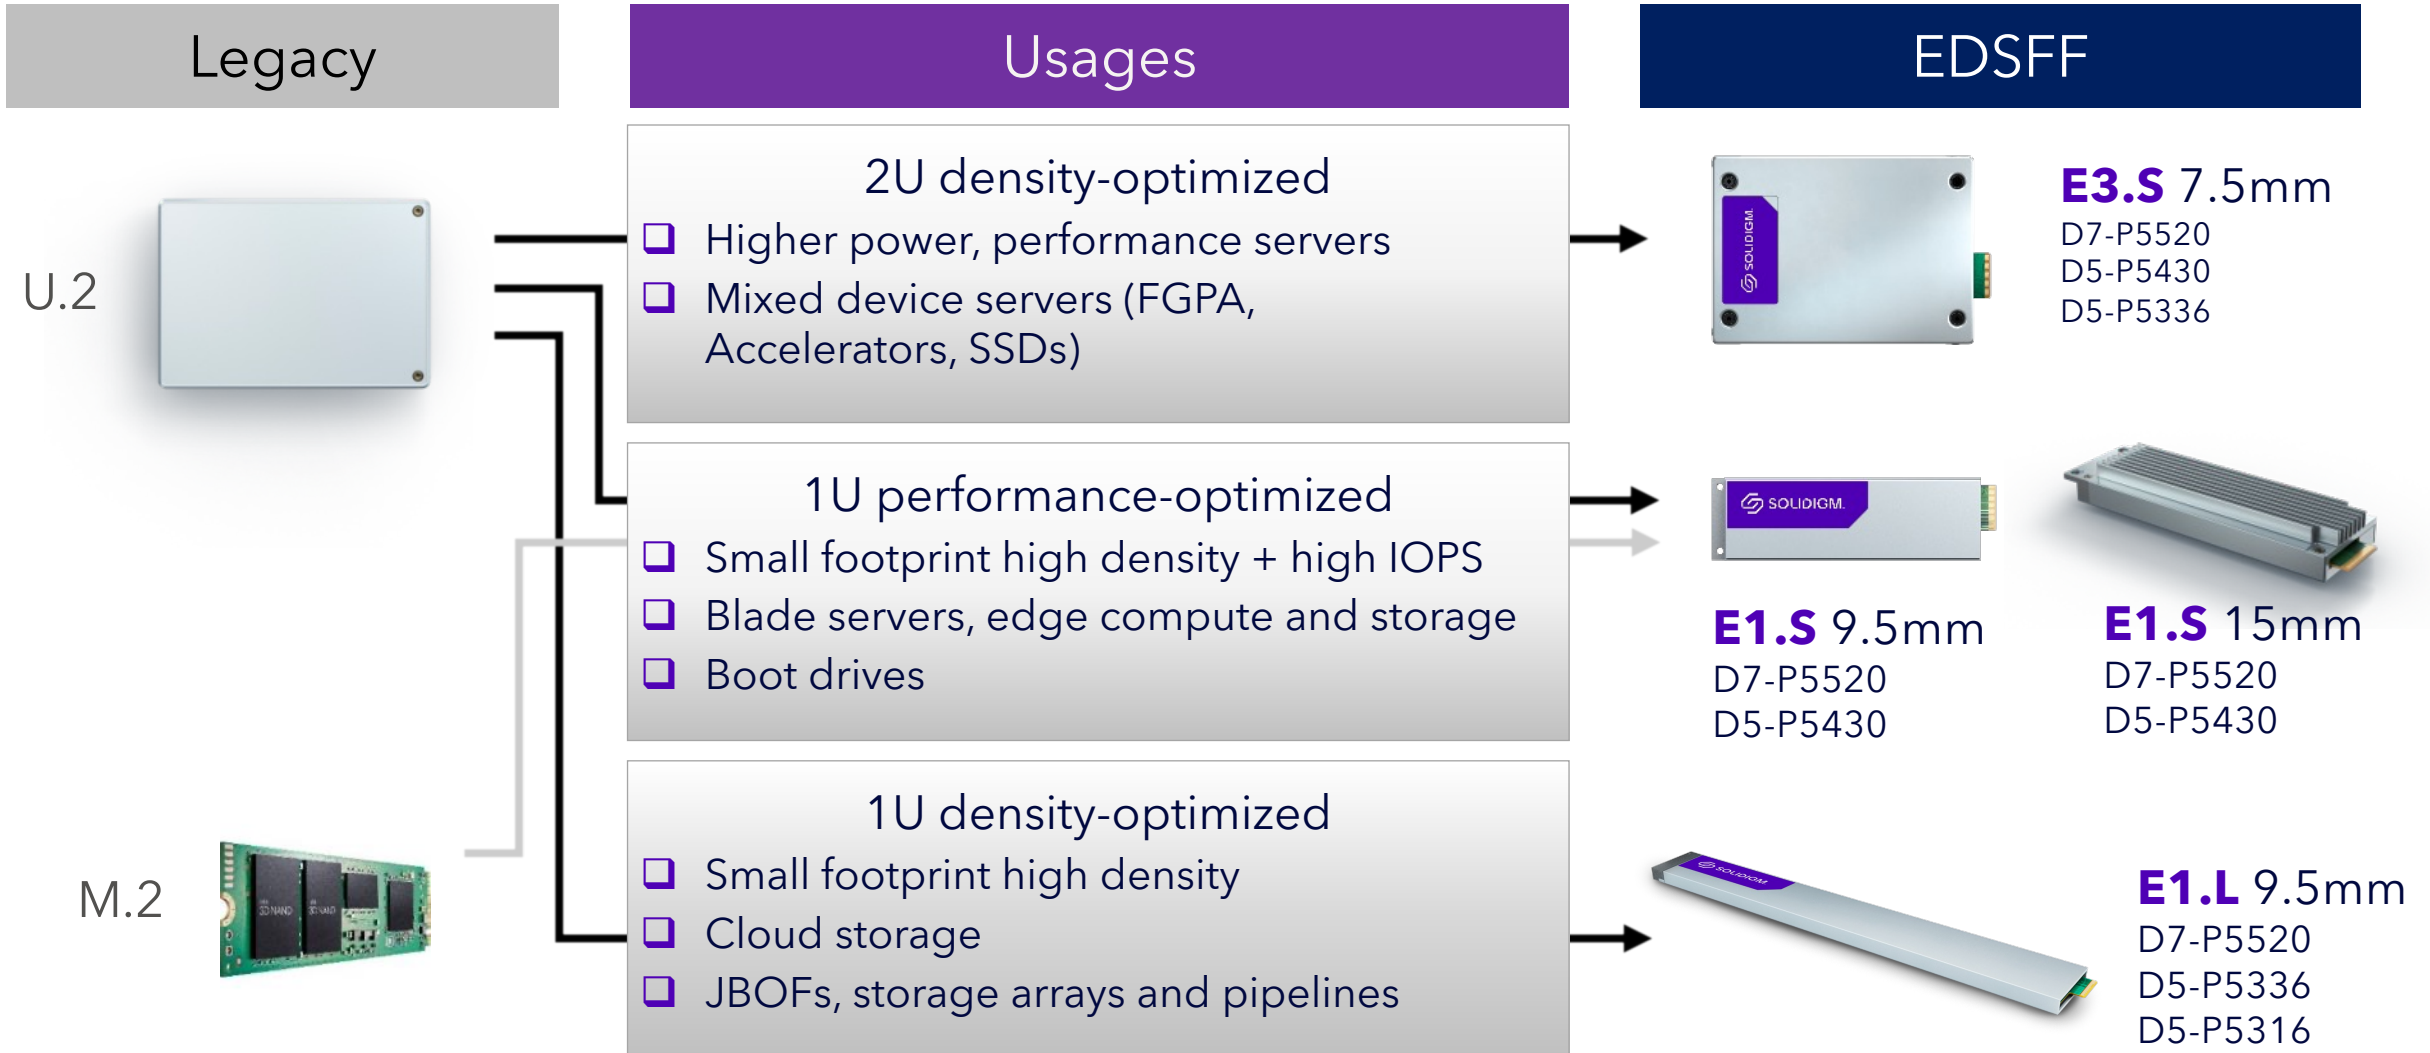 Legacy
Usages
EDSFF
U.2
M.2
2U density-optimized
Higher power, performance servers
Mixed device servers (FGPA,
Accelerators, SSDs)
1U performance-optimized
Small footprint high density + high IOPS
Blade servers, edge compute and storage
Boot drives
1U density-optimized
Small footprint high density
Cloud storage
JBOFs, storage arrays and pipelines
SOLIDIGM
E3.S 7.5mm
D7-P5520
D5-P5430
D5-P5336
SOLIDIGM.
E1.S 9.5mm
D7-P5520
D5-P5430
E1.S 15mm
D7-P5520
D5-P5430
SOLIDIGM
E1.L 9.5mm
D7-P5520
D5-P5336
D5-P5316